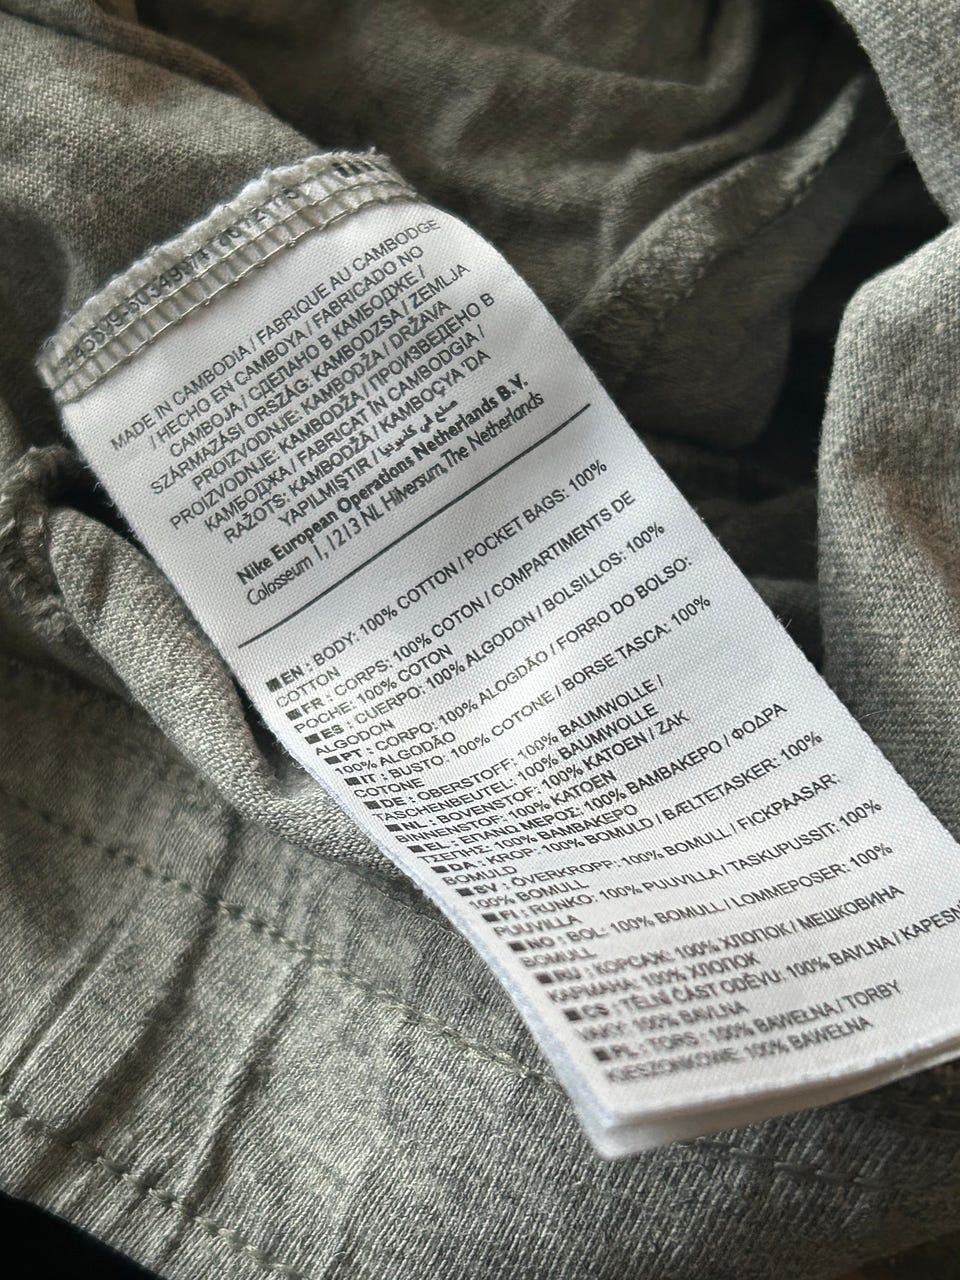 MADE IN CAMBODIA / FABRIQUE AU CAMBODGE
/ HECHO EN CAMBOYA / FABRICADO NO
CAMBOJA / СДЕЛАНО В КАМБОДЖЕ /
SZÁRMAZÁSI ORSZÁG: KAMBODZSA / ZEMLJA
PROIZVODNJE: KAMBODŽA / DRŽAVA
PROIZVODNJE: KAMBODŽA / ПРОИЗВЕДЕНО В
КАМБОДЖА / FABRICAT IN CAMBODGIA /
RAŽOTS: KAMBODŽA / KAMBOÇYA 'DA
YAPILMIŞTIR / صنع في كمبوديا
Nike European Operations Netherlands B.V.
Colosseum 1, 1213 NL Hilversum, The Netherlands
EN : BODY: 100% COTTON / POCKET BAGS: 100%
COTTON
FR : CORPS: 100% COTON / COMPARTIMENTS DE
POCHE: 100% COTON
ES : CUERPO: 100% ALGODON / BOLSILLOS: 100%
ALGODON
PT : CORPO: 100% ALGODÃO / FORRO DO BOLSO:
100% ALGODÃO
IT : BUSTO: 100% COTONE / BORSE TASCA: 100%
COTONE
DE : OBERSTOFF: 100% BAUMWOLLE /
TASCHENBEUTEL: 100% BAUMWOLLE
NL : BOVENSTOF: 100% KATOEN / ZAK
BINNENSTOF: 100% KATOEN
EL : ΕΠΑΝΩ ΜΕΡΟΣ: 100% ΒΑΜΒΑΚΕΡΟ / ΦΟΔΡΑ
ΤΣΕΠΗΣ: 100% ΒΑΜΒΑΚΕΡΟ
DA : KROP: 100% BOMULD / BÆLTETASKER: 100%
BOMULD
SV : ÖVERKROPP: 100% BOMULL / FICKPAASAR:
100% BOMULL
FI : RUNKO: 100% PUUVILLA / TASKUPUSSIT: 100%
PUUVILLA
NO : BOL: 100% BOMULL / LOMMEPOSER: 100%
BOMULL
RU : КОРСАЖ: 100% ХЛОПОК / МЕШКОВИНА
КАРМАНА: 100% ХЛОПОК
CS : TĚLNÍ ČÁST ODĚVU: 100% BAVLNA / KAPESN
VAKY: 100% BAVLNA
PL : TORS: 100% BAWEŁNA / TORBY
KIESZONKOWE: 100% BAWEŁNA